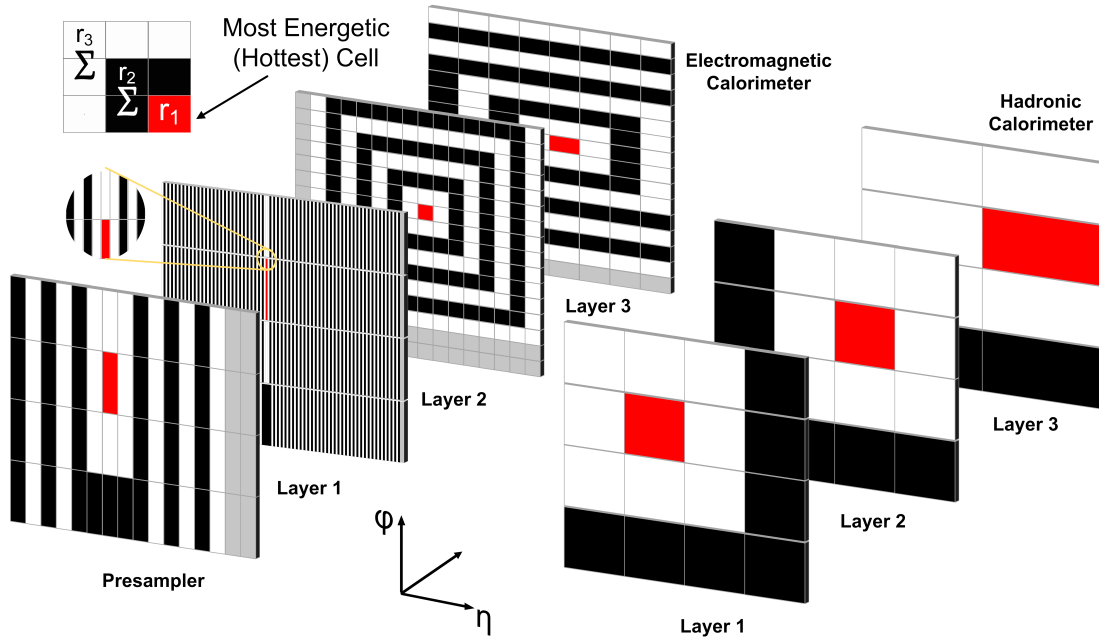 r3
Σ
r2
Σ
r1
Most Energetic
(Hottest) Cell
Electromagnetic
Calorimeter
Hadronic
Calorimeter
Layer 3
Layer 2
Layer 1
Presampler
Layer 3
Layer 2
Layer 1
φ
η